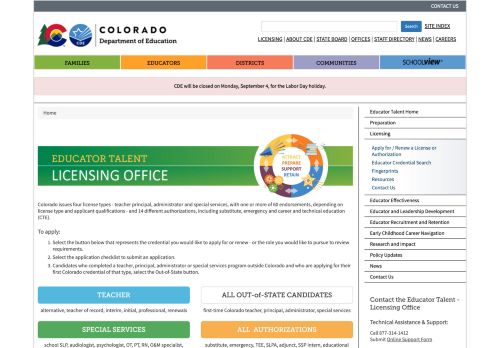 CONTACT US
COLORADO
Department of Education
CDE
Search
SITE INDEX
LICENSING | ABOUT CDE | STATE BOARD | OFFICES | STAFF DIRECTORY | NEWS | CAREERS
FAMILIES
EDUCATORS
DISTRICTS
COMMUNITIES
SCHOOLVIEW
CDE will be closed on Monday, September 4, for the Labor Day holiday.
Home
EDUCATOR TALENT
LICENSING OFFICE
ATTRACT
PREPARE
SUPPORT
RETAIN
Colorado issues four license types - teacher principal, administrator and special services, with one or more of 60 endorsements, depending on
license type and applicant qualifications - and 14 different authorizations, including substitute, emergency and career and technical education
(CTE).
To apply:
1. Select the button below that represents the credential you would like to apply for or renew - or the role you would like to pursue to review
requirements.
2. Select the application checklist to submit an application.
3. Candidates who completed a teacher, principal, administrator or special services program outside Colorado and who are applying for their
first Colorado credential of that type, select the Out-of-State button.
TEACHER
alternative, teacher of record, interim, initial, professional, renewals
ALL OUT-of-STATE CANDIDATES
first-time Colorado teacher, principal, administrator, special services
SPECIAL SERVICES
school SLP, audiologist, psychologist, OT, PT, RN, O&M specialist,
ALL AUTHORIZATIONS
substitute, emergency, TEE, SLPA, adjunct, SSP intern, educational
Educator Talent Home
Preparation
Licensing
Apply for / Renew a License or
Authorization
Educator Credential Search
Fingerprints
Resources
Contact Us
Educator Effectiveness
Educator and Leadership Development
Educator Recruitment and Retention
Early Childhood Career Navigation
Research and Impact
Policy Updates
News
Contact Us
Contact the Educator Talent -
Licensing Office
Technical Assistance & Support:
Call 877-314-1412
Submit Online Support Form